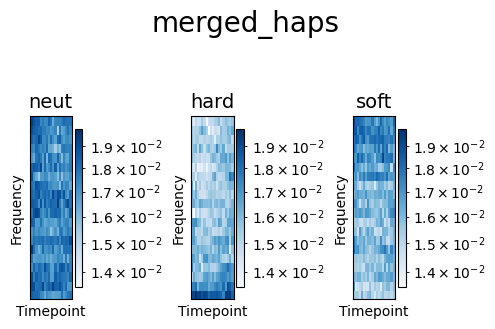 merged_haps
neut
hard
soft
Frequency
1.9 × 10⁻²
1.8 × 10⁻²
1.7 × 10⁻²
1.6 × 10⁻²
1.5 × 10⁻²
1.4 × 10⁻²
Timepoint
Frequency
1.9 × 10⁻²
1.8 × 10⁻²
1.7 × 10⁻²
1.6 × 10⁻²
1.5 × 10⁻²
1.4 × 10⁻²
Timepoint
Frequency
1.9 × 10⁻²
1.8 × 10⁻²
1.7 × 10⁻²
1.6 × 10⁻²
1.5 × 10⁻²
1.4 × 10⁻²
Timepoint